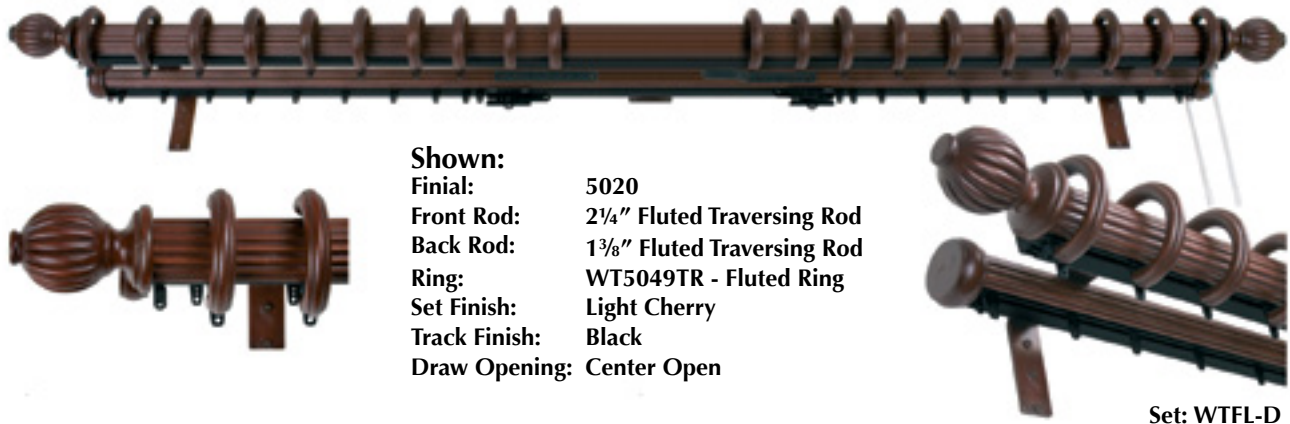 Shown:
Finial: 5020
Front Rod: 2¼" Fluted Traversing Rod
Back Rod: 1⅜" Fluted Traversing Rod
Ring: WT5049TR - Fluted Ring
Set Finish: Light Cherry
Track Finish: Black
Draw Opening: Center Open
Set: WTFL-D